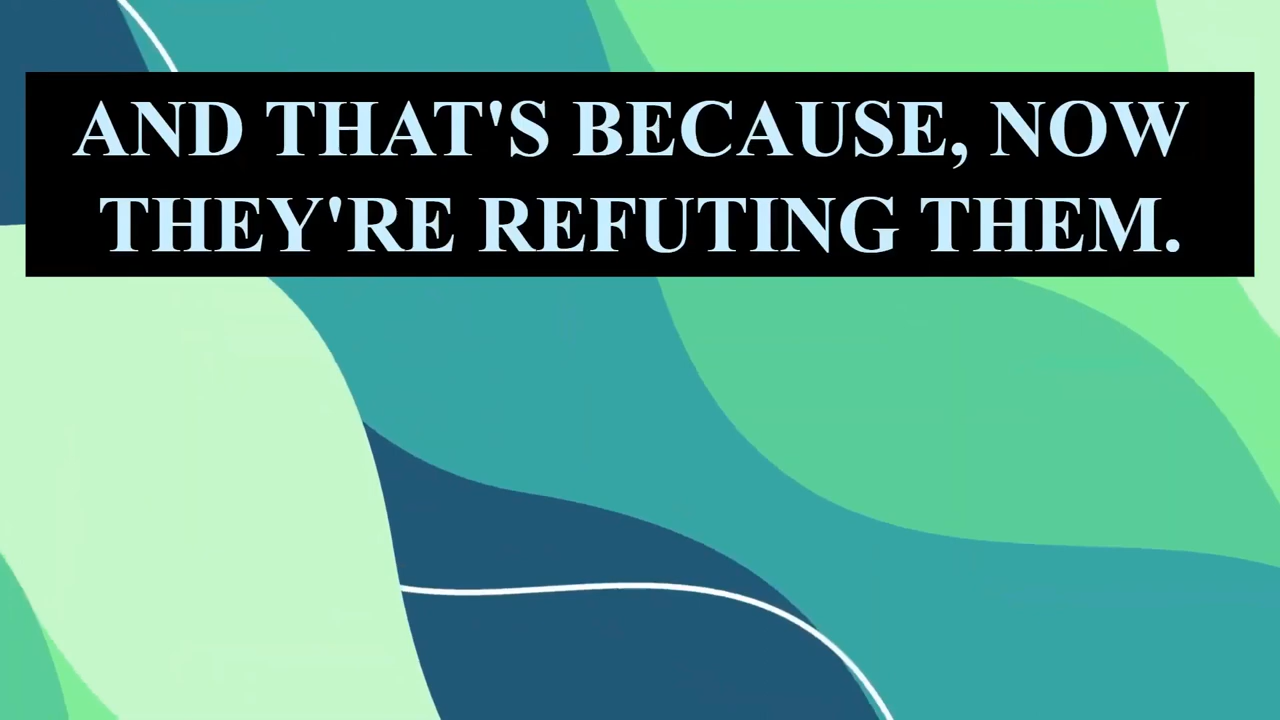 AND THAT'S BECAUSE, NOW
THEY'RE REFUTING THEM.